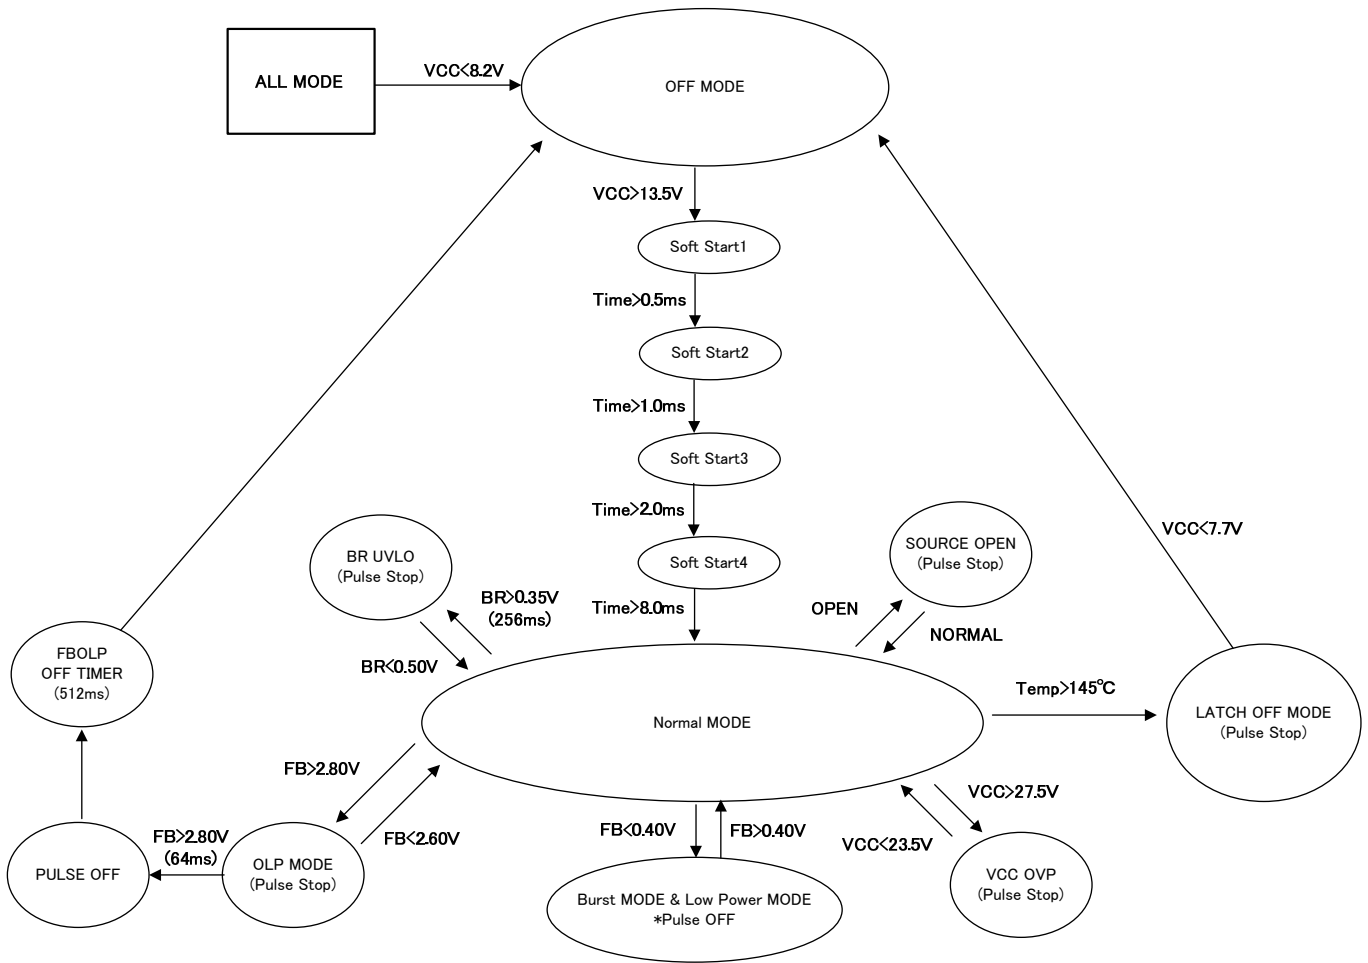 ALL MODE
VCC<8.2V
OFF MODE
VCC>13.5V
Soft Start1
Time>0.5ms
Soft Start2
Time>1.0ms
Soft Start3
Time>2.0ms
Soft Start4
Time>8.0ms
VCC<7.7V
BR UVLO
(Pulse Stop)
BR>0.35V
(256ms)
BR<0.50V
SOURCE OPEN
(Pulse Stop)
OPEN
NORMAL
FBOLP
OFF TIMER
(512ms)
Normal MODE
Temp>145℃
LATCH OFF MODE
(Pulse Stop)
FB>2.80V
FB<2.60V
FB<0.40V
FB>0.40V
VCC>27.5V
VCC<23.5V
PULSE OFF
FB>2.80V
(64ms)
OLP MODE
(Pulse Stop)
Burst MODE & Low Power MODE
*Pulse OFF
VCC OVP
(Pulse Stop)